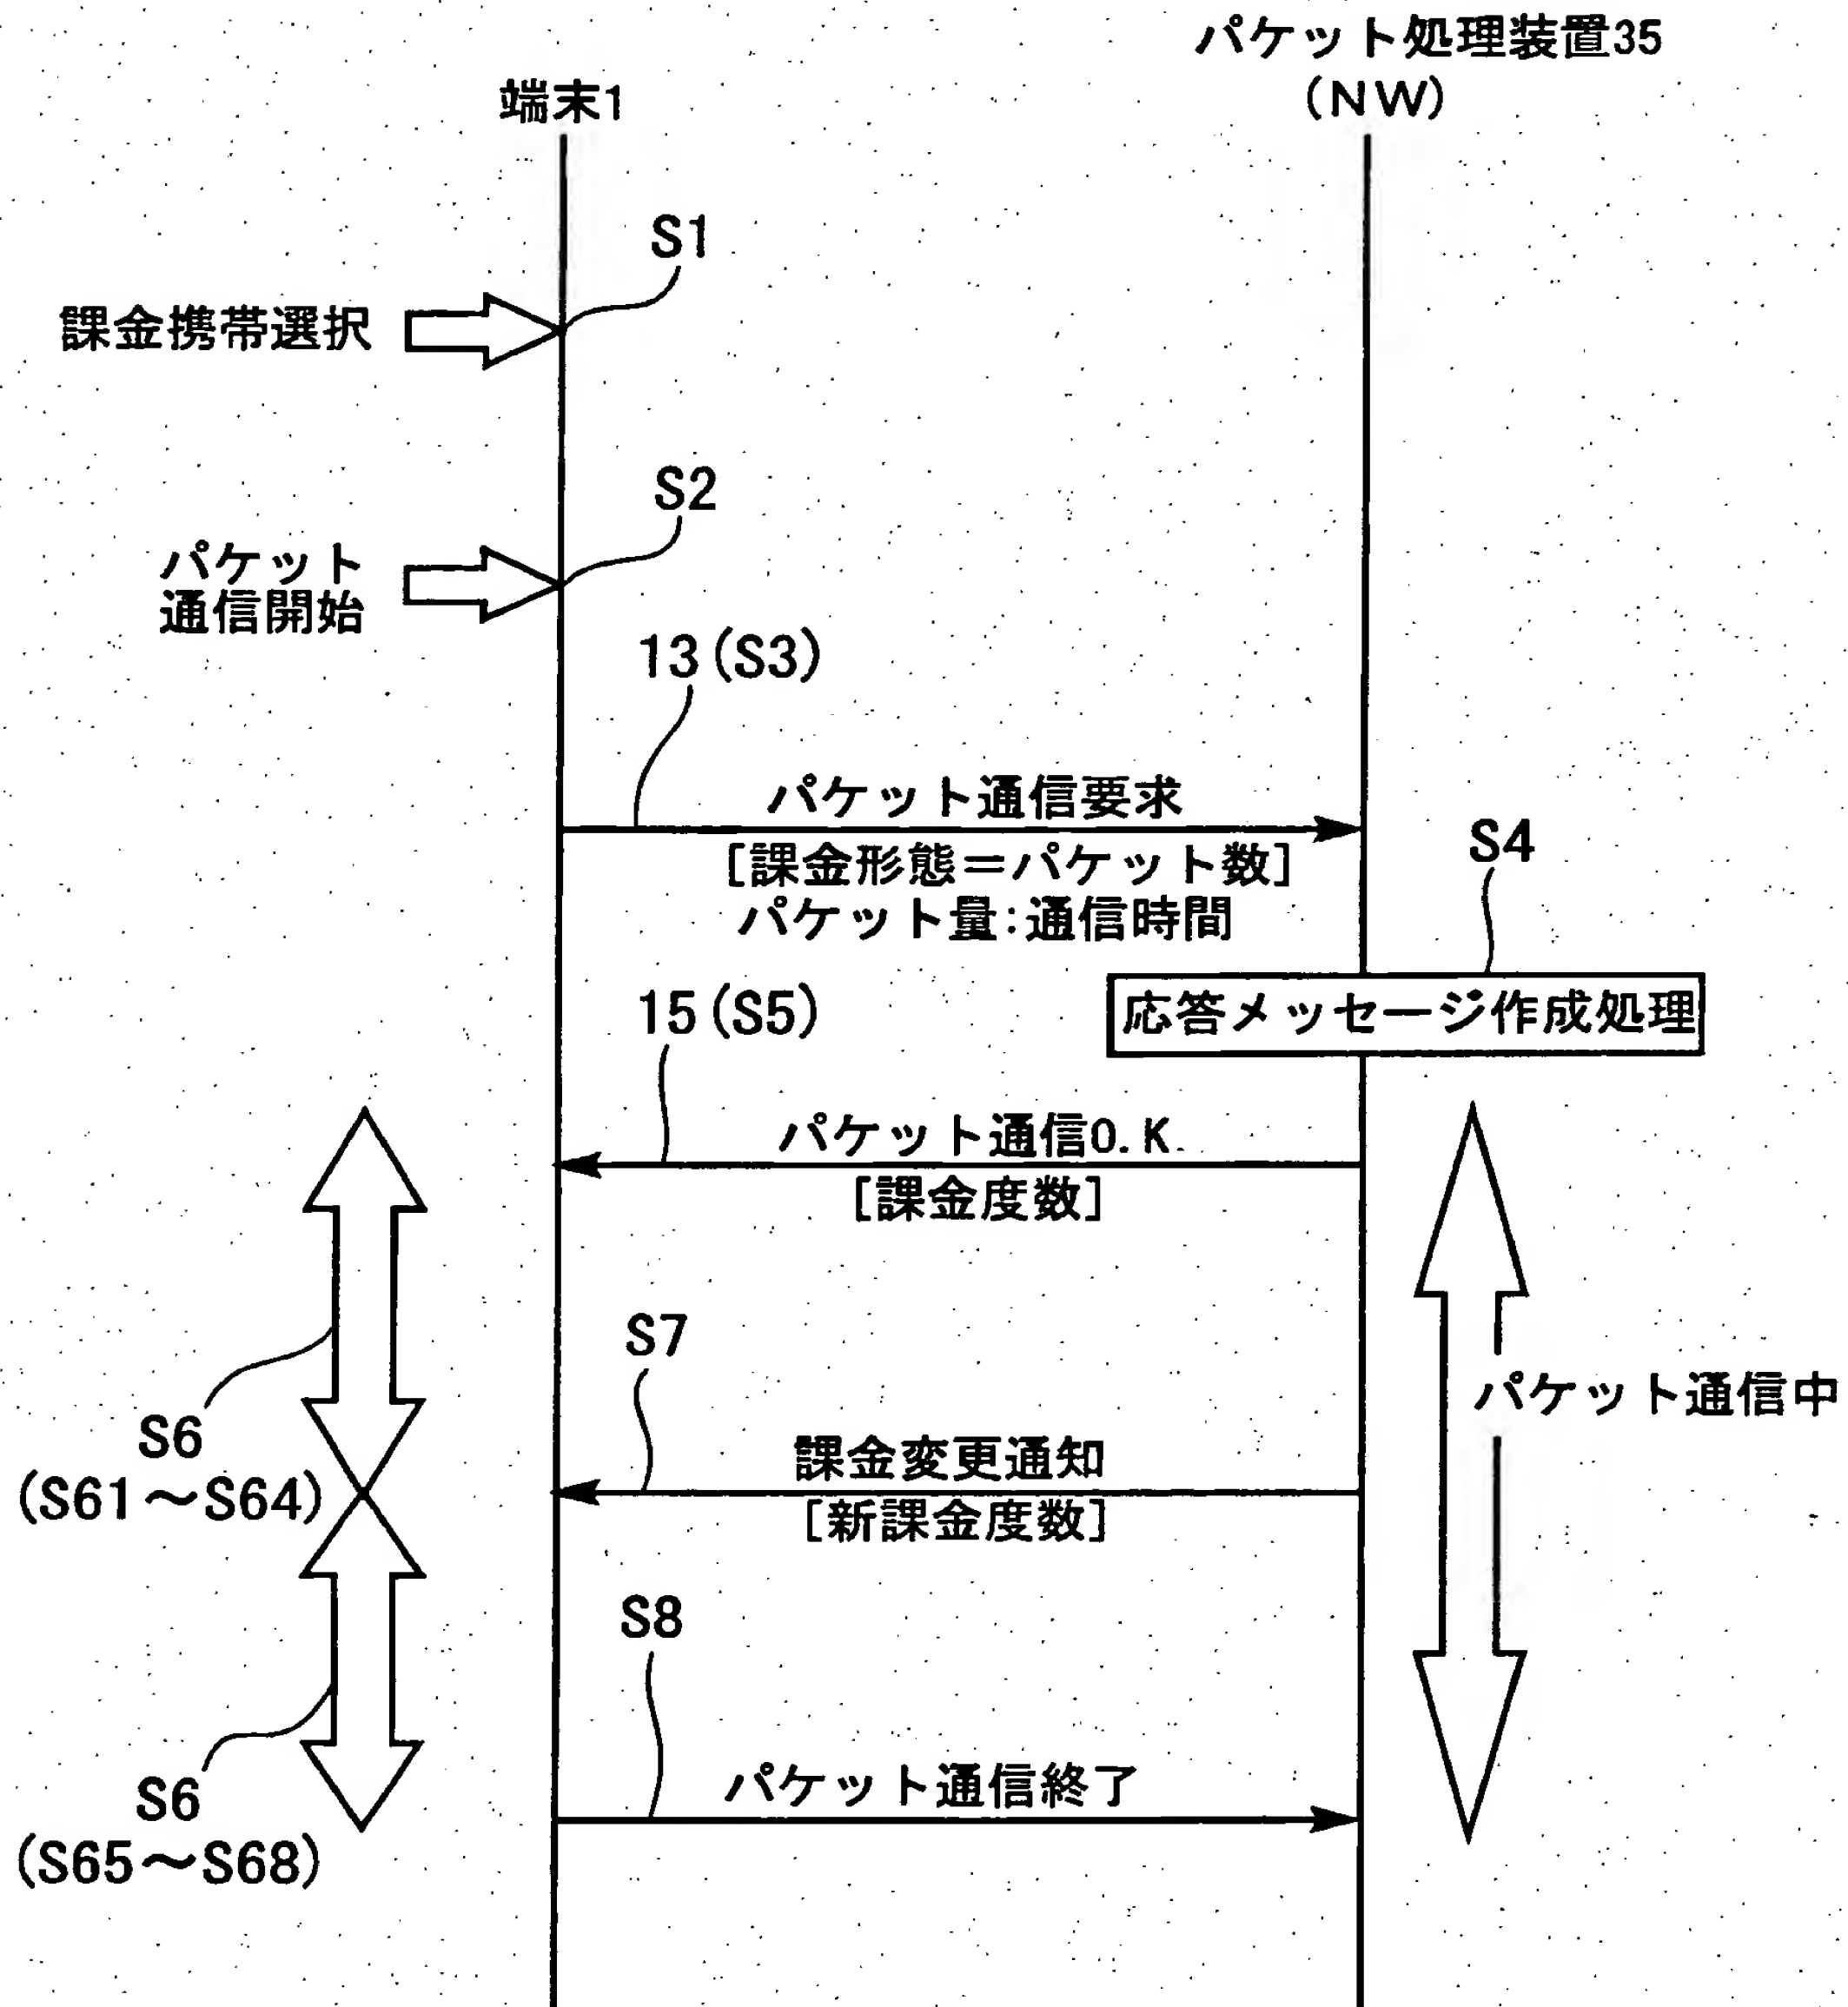 パケット処理装置35
(NW)
端末1
S1
課金携帯選択
S2
パケット
通信開始
13(S3)
パケット通信要求
[課金形態=パケット数]
パケット量:通信時間
S4
応答メッセージ作成処理
15(S5)
パケット通信O.K
[課金度数]
S7
パケット通信中
S6
(S61~S64)
課金変更通知
[新課金度数]
S8
パケット通信終了
S6
(S65~S68)